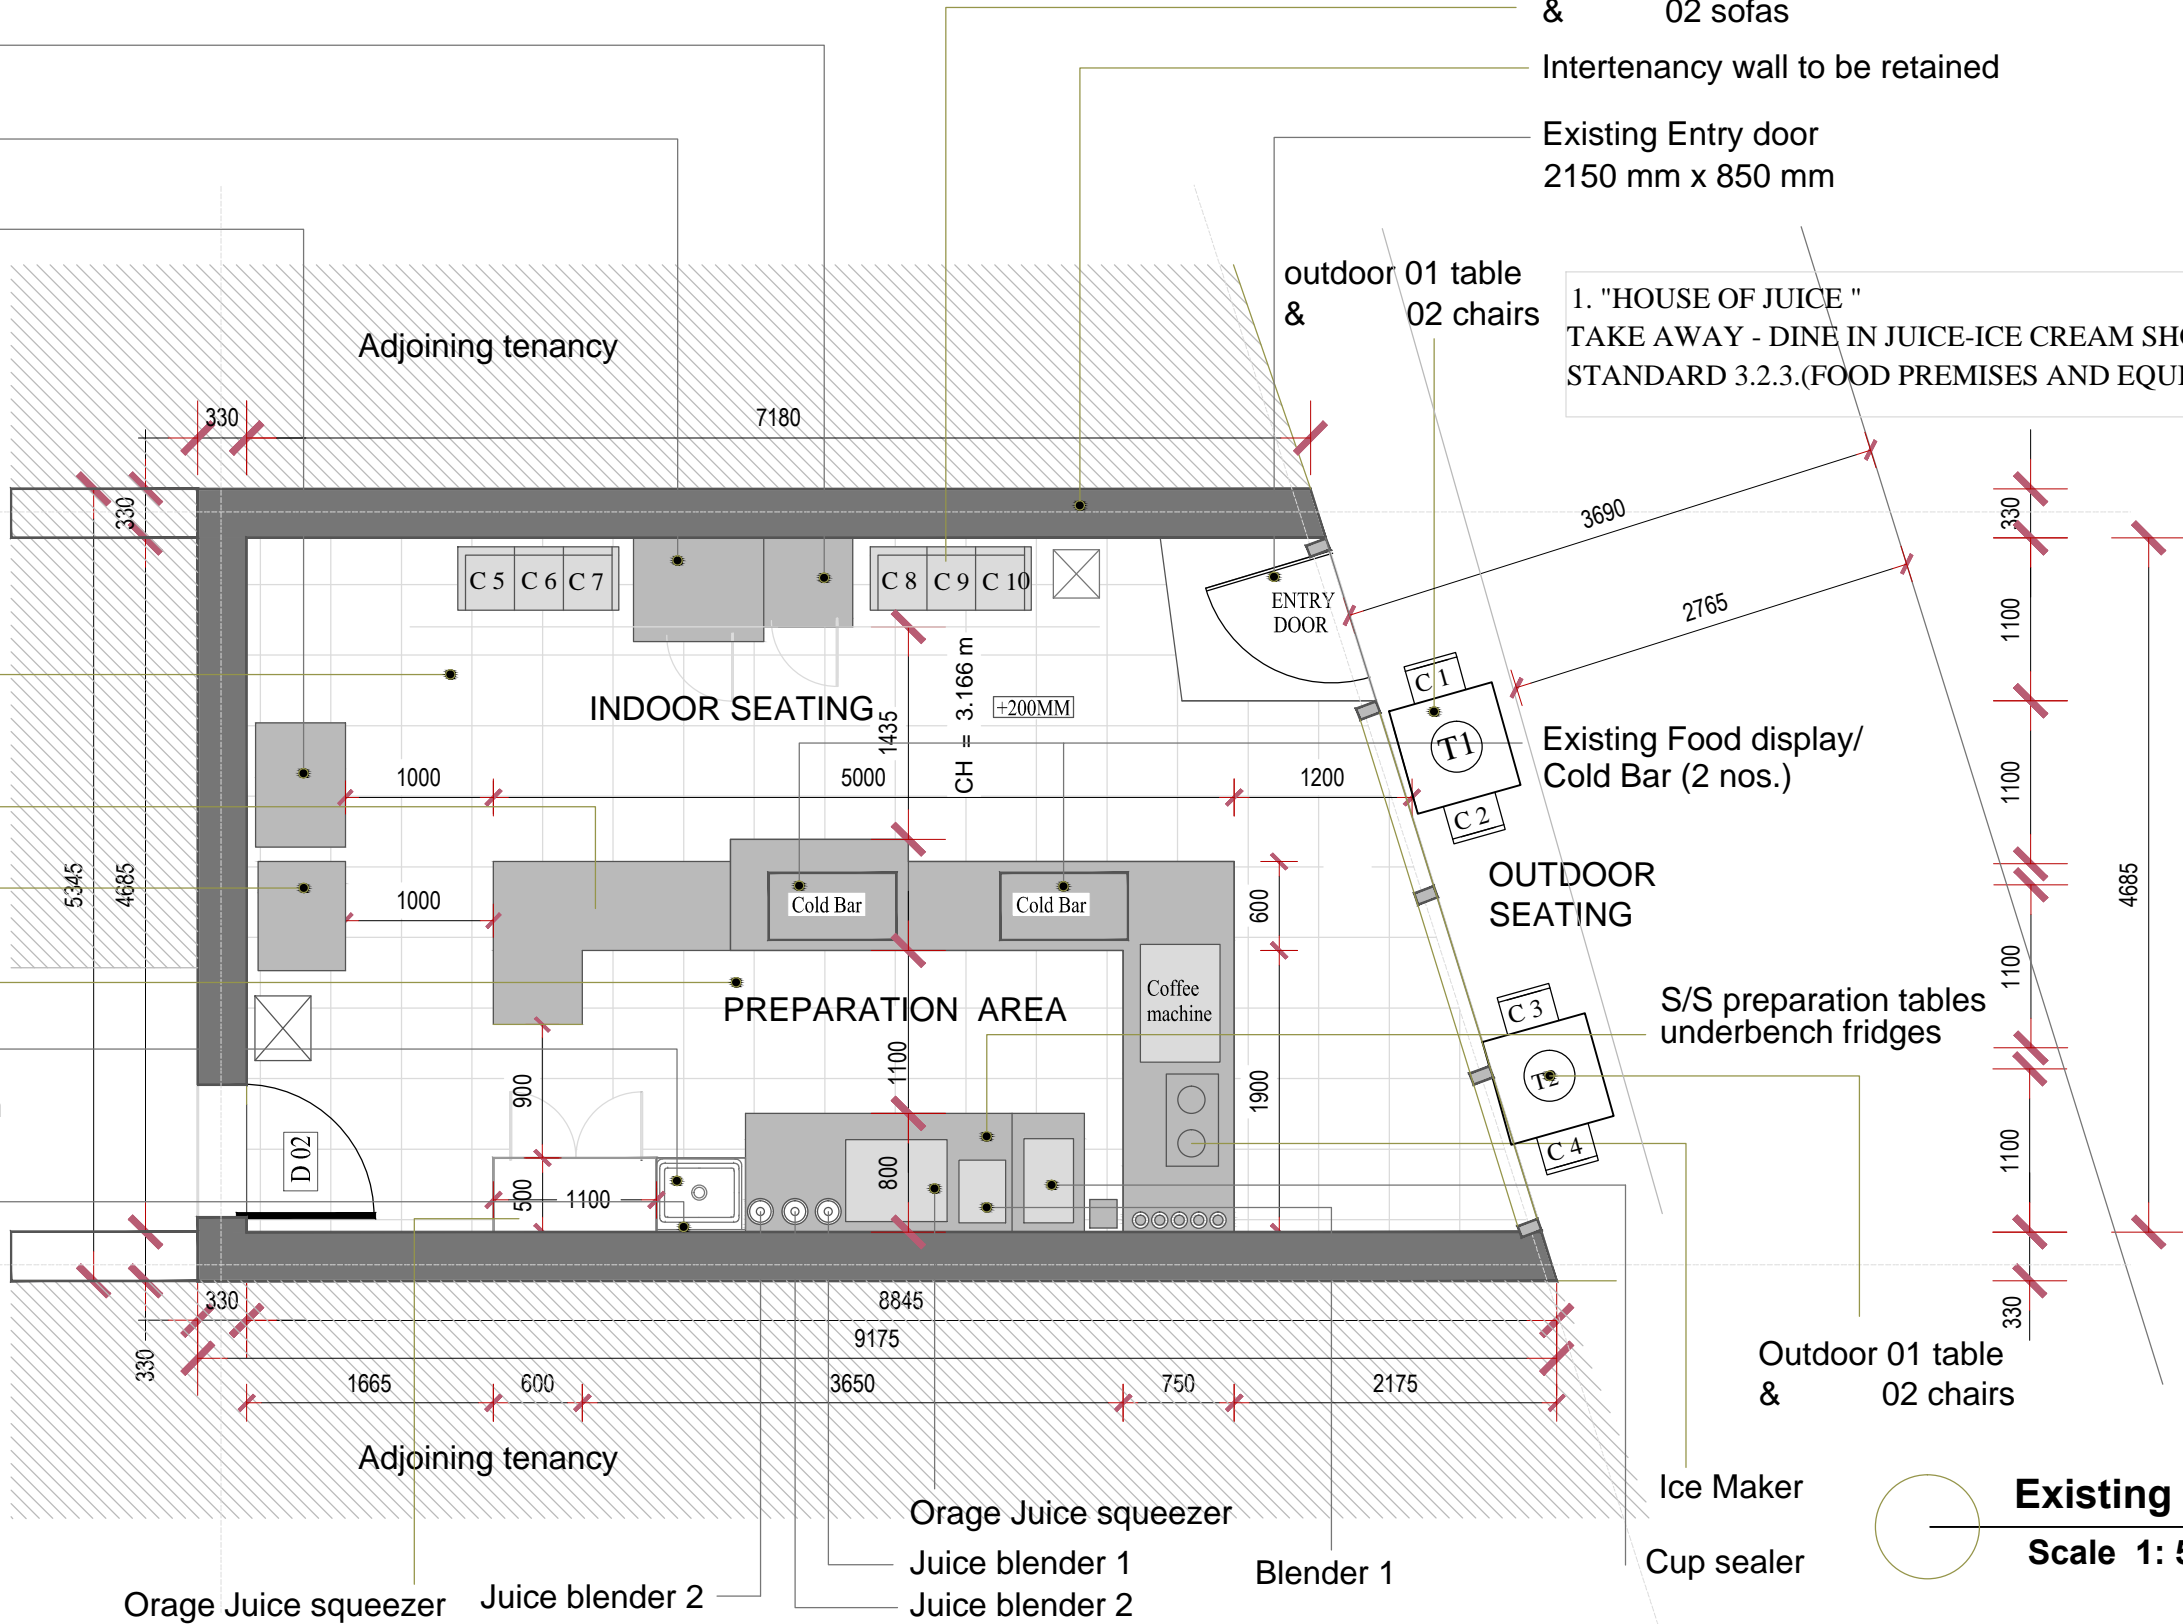 & 02 sofas
Intertenancy wall to be retained
Existing Entry door
2150 mm x 850 mm
outdoor 01 table
& 02 chairs
1. "HOUSE OF JUICE "
TAKE AWAY - DINE IN JUICE-ICE CREAM
STANDARD 3.2.3.(FOOD PREMISES AND
Adjoining tenancy
330
7180
330
3690
2765
330
1100
1100
1100
1100
330
4685
C 5 C 6 C 7
C 8 C 9 C 10
ENTRY
DOOR
INDOOR SEATING
1435
CH = 3.166 m
+200MM
C 1
T1
C 2
Existing Food display/
Cold Bar (2 nos.)
1000
5000
1200
5345
4685
1000
Cold Bar
Cold Bar
600
OUTDOOR
SEATING
PREPARATION AREA
Coffee
machine
C 3
T2
C 4
S/S preparation tables
underbench fridges
900
1100
1900
D 02
500
1100
800
330
8845
9175
330
1665
600
3650
750
2175
Outdoor 01 table
& 02 chairs
Adjoining tenancy
Ice Maker
Existing
Scale 1:
Orage Juice squeezer
Juice blender 1
Juice blender 2
Blender 1
Cup sealer
Orage Juice squeezer
Juice blender 2